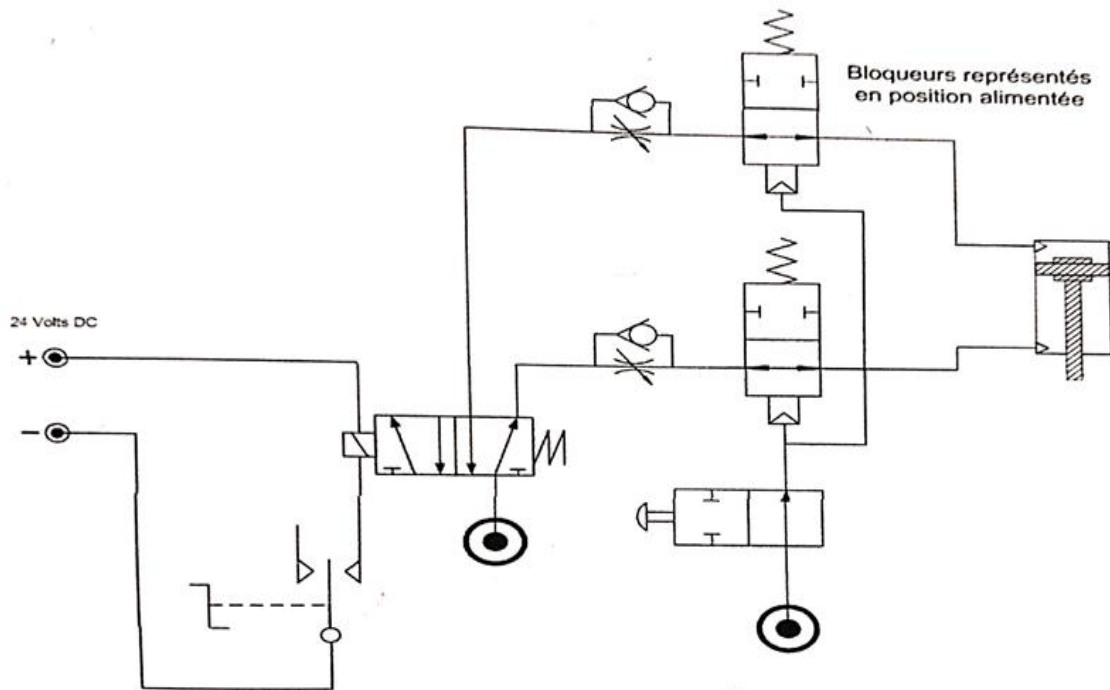 Bloqueurs représentés
en position alimentée
24 Volts DC
+
−